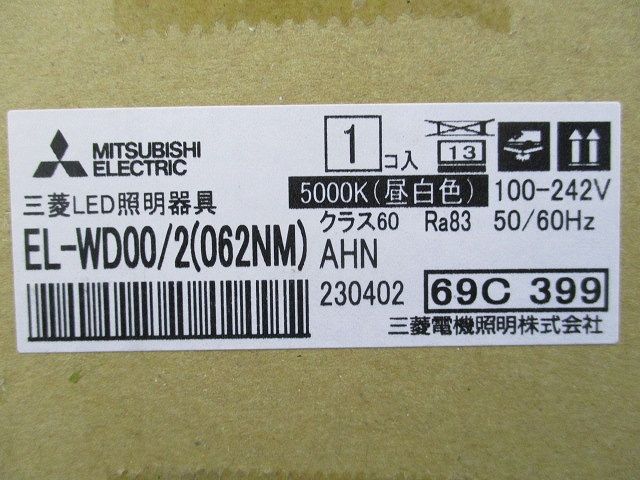 MITSUBISHI
ELECTRIC
1 コ入
13
三菱LED照明器具
5000K(昼白色) 100-242V
クラス60 Ra83 50/60Hz
EL-WD00/2(062NM) AHN
230402 69C 399
三菱電機照明株式会社